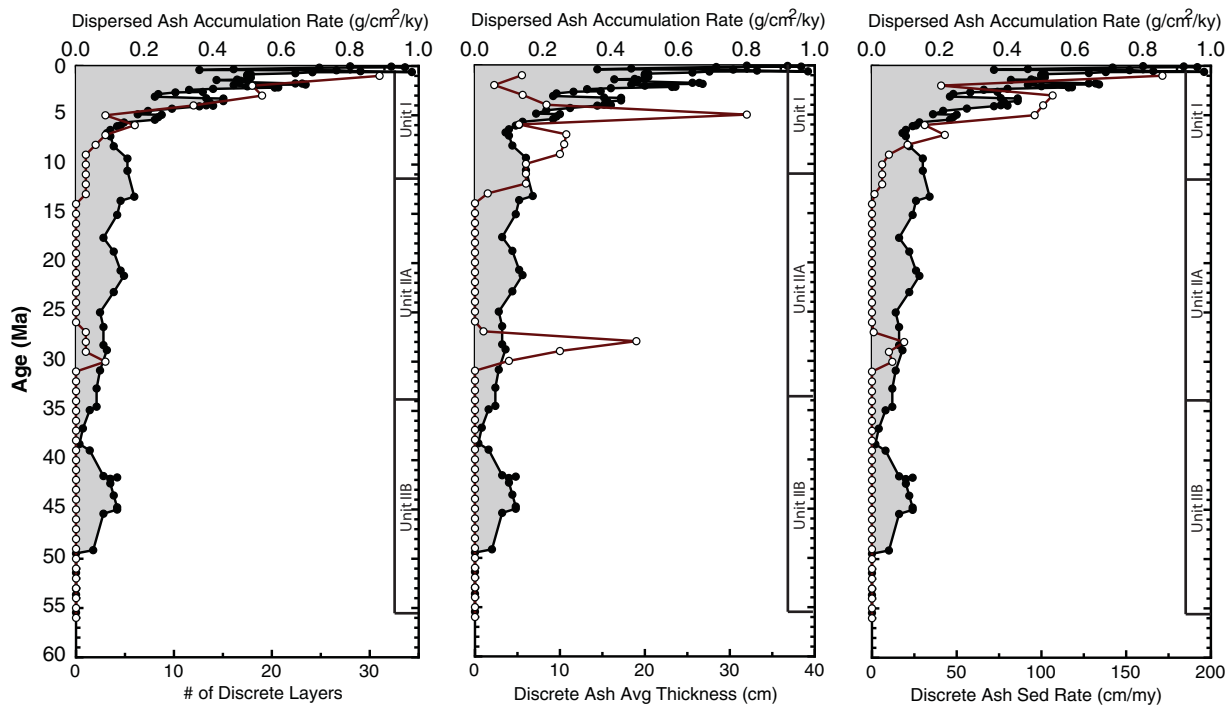 Dispersed Ash Accumulation Rate (g/cm2/ky)
Dispersed Ash Accumulation Rate (g/cm2/ky)
Dispersed Ash Accumulation Rate (g/cm2/ky)
0.0 0.2 0.4 0.6 0.8 1.0
0.0 0.2 0.4 0.6 0.8 1.0
0.0 0.2 0.4 0.6 0.8 1.0
0
5
10
15
20
25
30
35
40
45
50
55
60
Age (Ma)
Unit I
Unit IIA
Unit IIB
Unit I
Unit IIA
Unit IIB
Unit I
Unit IIA
Unit IIB
0 10 20 30
0 10 20 30 40
0 50 100 150 200
# of Discrete Layers
Discrete Ash Avg Thickness (cm)
Discrete Ash Sed Rate (cm/my)